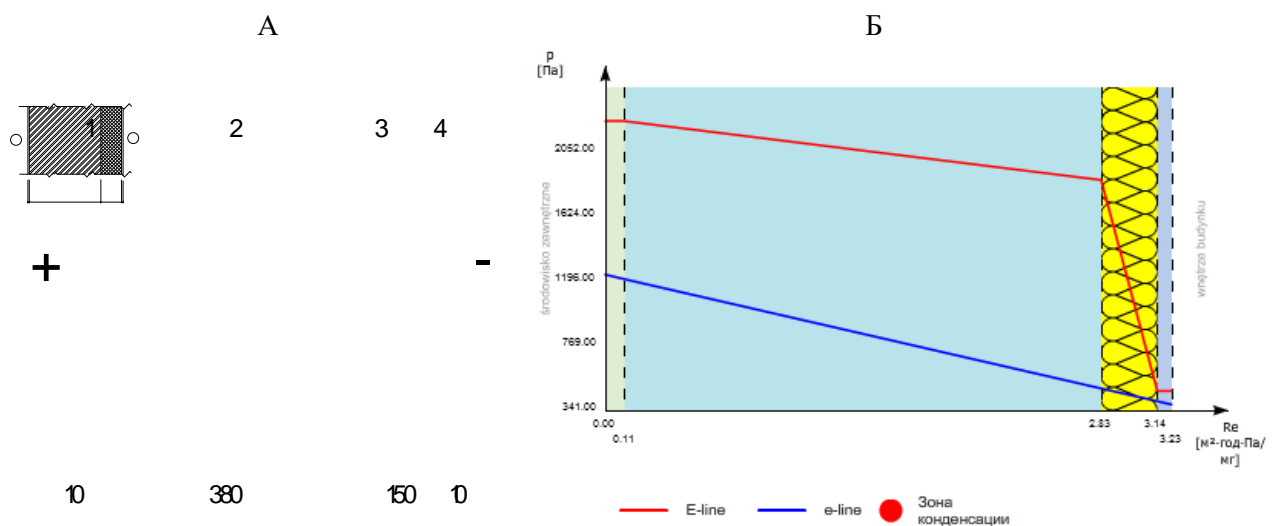 А
Б
p
[Па]
1 2 3 4
2052.00
1624.00
1196.00
769.00
341.00
środowisko zewnętrzne
wnętrze budynku
+ -
0.00
0.11
2.83
3.14
3.23
Re
[м²·год·Па/
мг]
10 380 150 10
E-line e-line Зона
конденсации